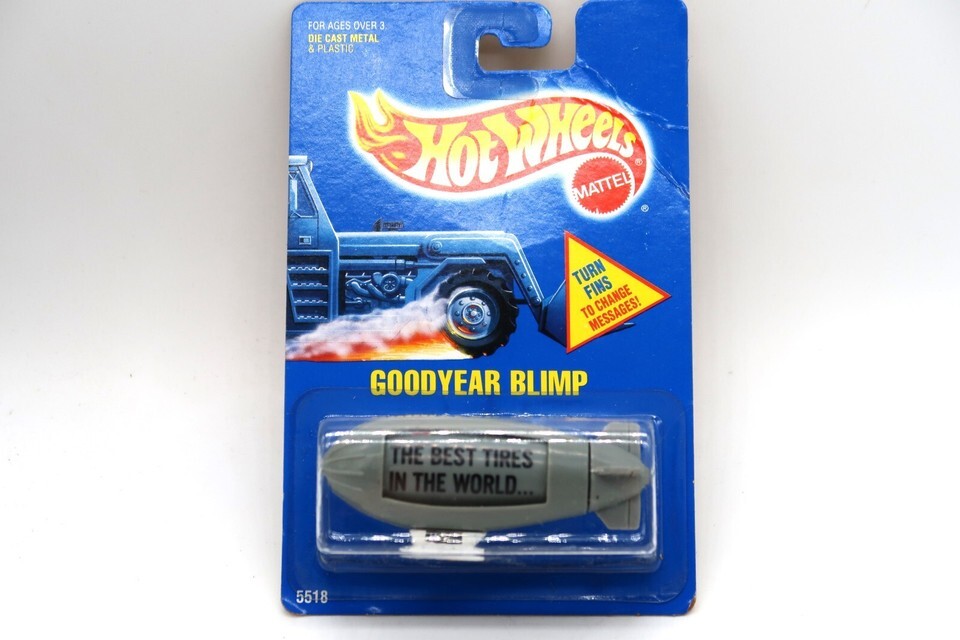 FOR AGES OVER 3
DIE CAST METAL
& PLASTIC
HOT WHEELS®
MATTEL
®
TURN
FINS
TO CHANGE
MESSAGES!
GOODYEAR BLIMP
THE BEST TIRES
IN THE WORLD...
5518